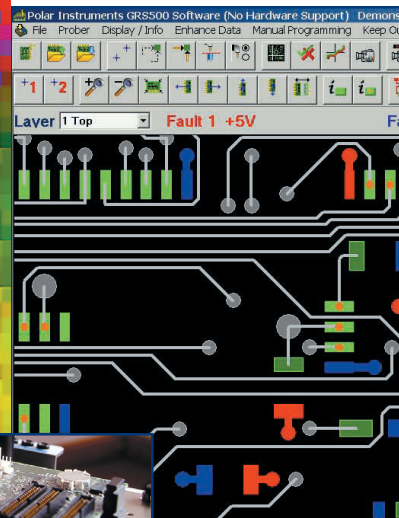 Polar Instruments GRS500 Software (No Hardware Support) Demons
File Prober Display / Info Enhance Data Manual Programming Keep Ou
+1 +2 i i
Layer 1 Top Fault 1 +5V Fa